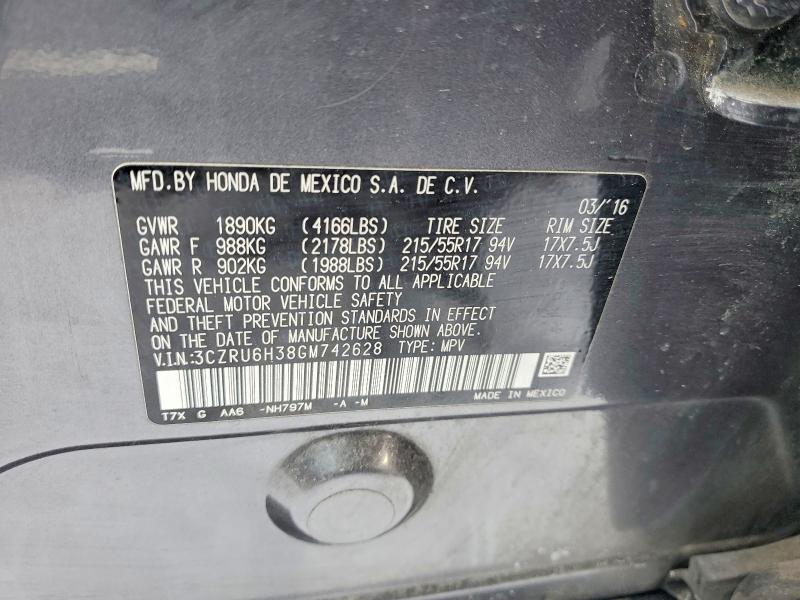 MFD.BY HONDA DE MEXICO S.A. DE C.V.
03/'16
GVWR 1890KG (4166LBS) TIRE SIZE RIM SIZE
GAWR F 988KG (2178LBS) 215/55R17 94V 17X7.5J
GAWR R 902KG (1988LBS) 215/55R17 94V 17X7.5J
THIS VEHICLE CONFORMS TO ALL APPLICABLE
FEDERAL MOTOR VEHICLE SAFETY
AND THEFT PREVENTION STANDARDS IN EFFECT
ON THE DATE OF MANUFACTURE SHOWN ABOVE.
V.I.N:3CZRU6H38GM742628 TYPE: MPV
MADE IN MEXICO
T7X G AA6 -NH797M -A -M